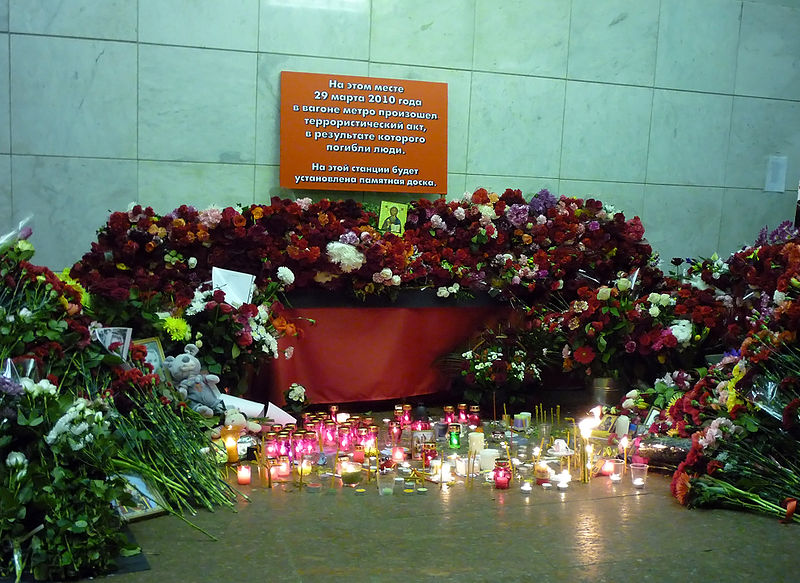 На этом месте
29 марта 2010 года
в вагоне метро произошел
террористический акт,
в результате которого
погибли люди.
На этой станции будет
установлена памятная доска.